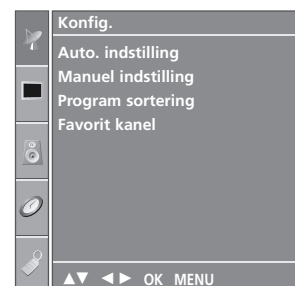 Konfig.
Auto. indstilling
Manuel indstilling
Program sortering
Favorit kanel
▲▼ ◄► OK MENU